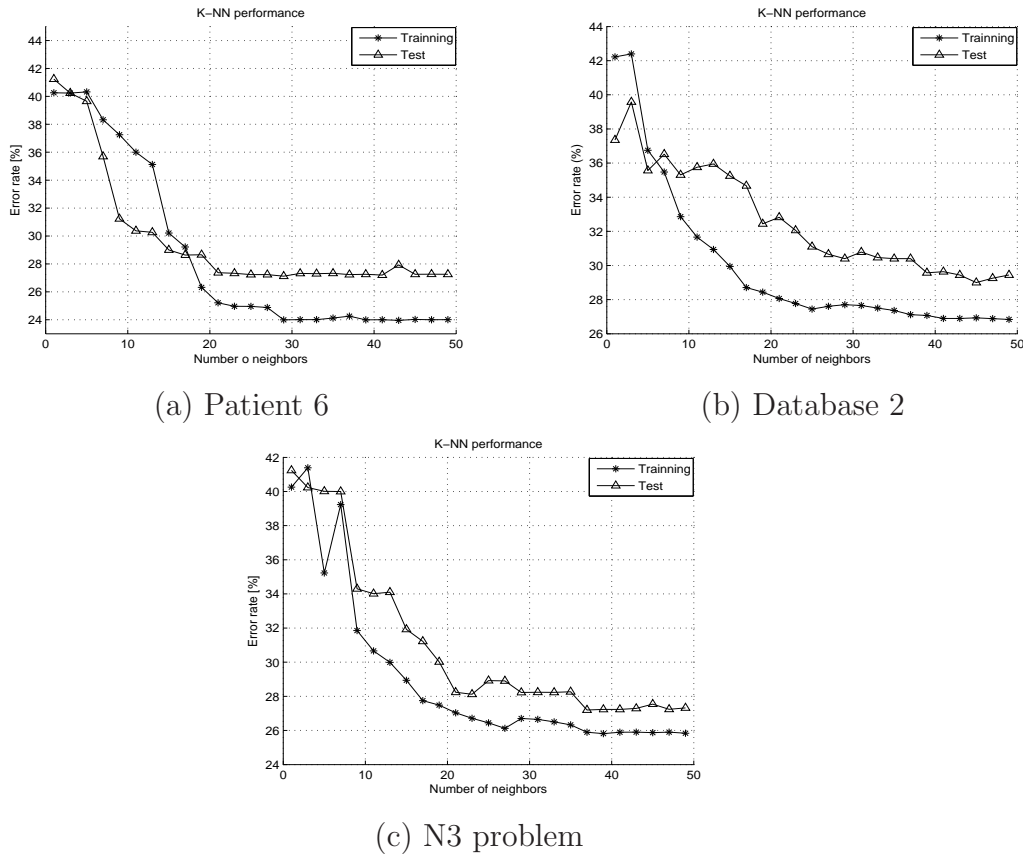 K−NN performance
44
42
40
38
36
34
32
30
28
26
24
0
10
20
30
40
50
Error rate [%]
Number o neighbors
Trainning
Test
(a) Patient 6
K−NN performance
44
42
40
38
36
34
32
30
28
26
0
10
20
30
40
50
Error rate (%)
Number of neighbors
Trainning
Test
(b) Database 2
K−NN performance
42
40
38
36
34
32
30
28
26
24
0
10
20
30
40
50
Error rate [%]
Number of neighbors
Trainning
Test
(c) N3 problem